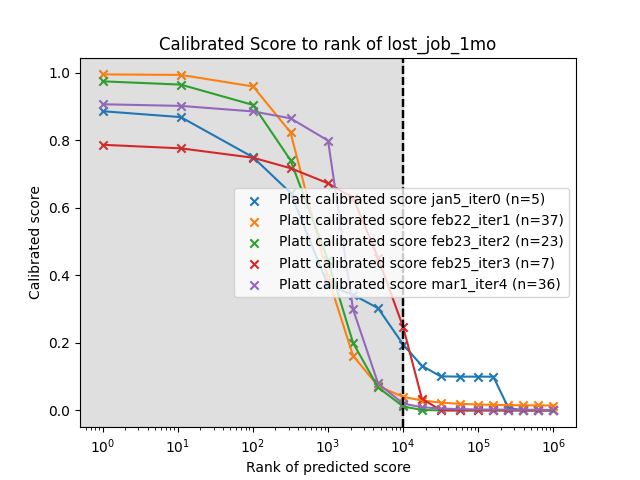 Calibrated Score to rank of lost_job_1mo
Calibrated score
1.0
0.8
0.6
0.4
0.2
0.0
Platt calibrated score jan5_iter0 (n=5)
Platt calibrated score feb22_iter1 (n=37)
Platt calibrated score feb23_iter2 (n=23)
Platt calibrated score feb25_iter3 (n=7)
Platt calibrated score mar1_iter4 (n=36)
10⁰ 10¹ 10² 10³ 10⁴ 10⁵ 10⁶
Rank of predicted score